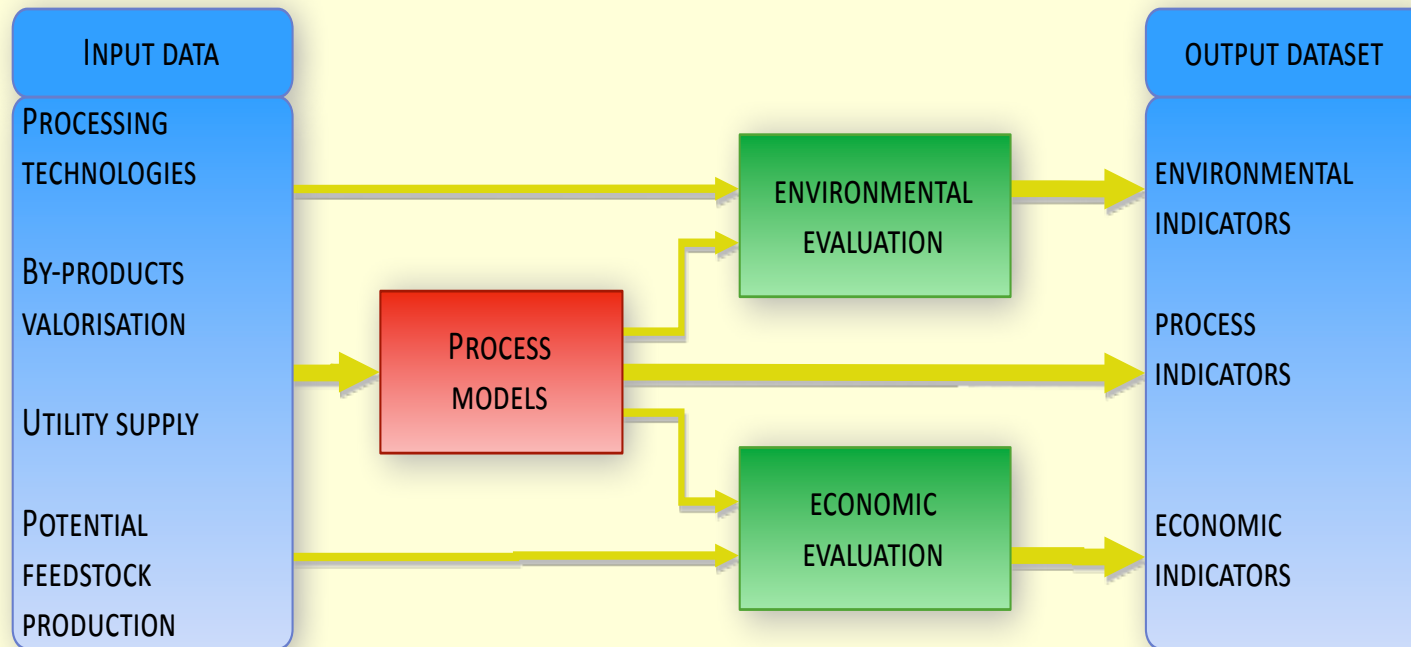 INPUT DATA
PROCESSING
TECHNOLOGIES
BY-PRODUCTS
VALORISATION
UTILITY SUPPLY
POTENTIAL
FEEDSTOCK
PRODUCTION
PROCESS
MODELS
ENVIRONMENTAL
EVALUATION
ECONOMIC
EVALUATION
OUTPUT DATASET
ENVIRONMENTAL
INDICATORS
PROCESS
INDICATORS
ECONOMIC
INDICATORS